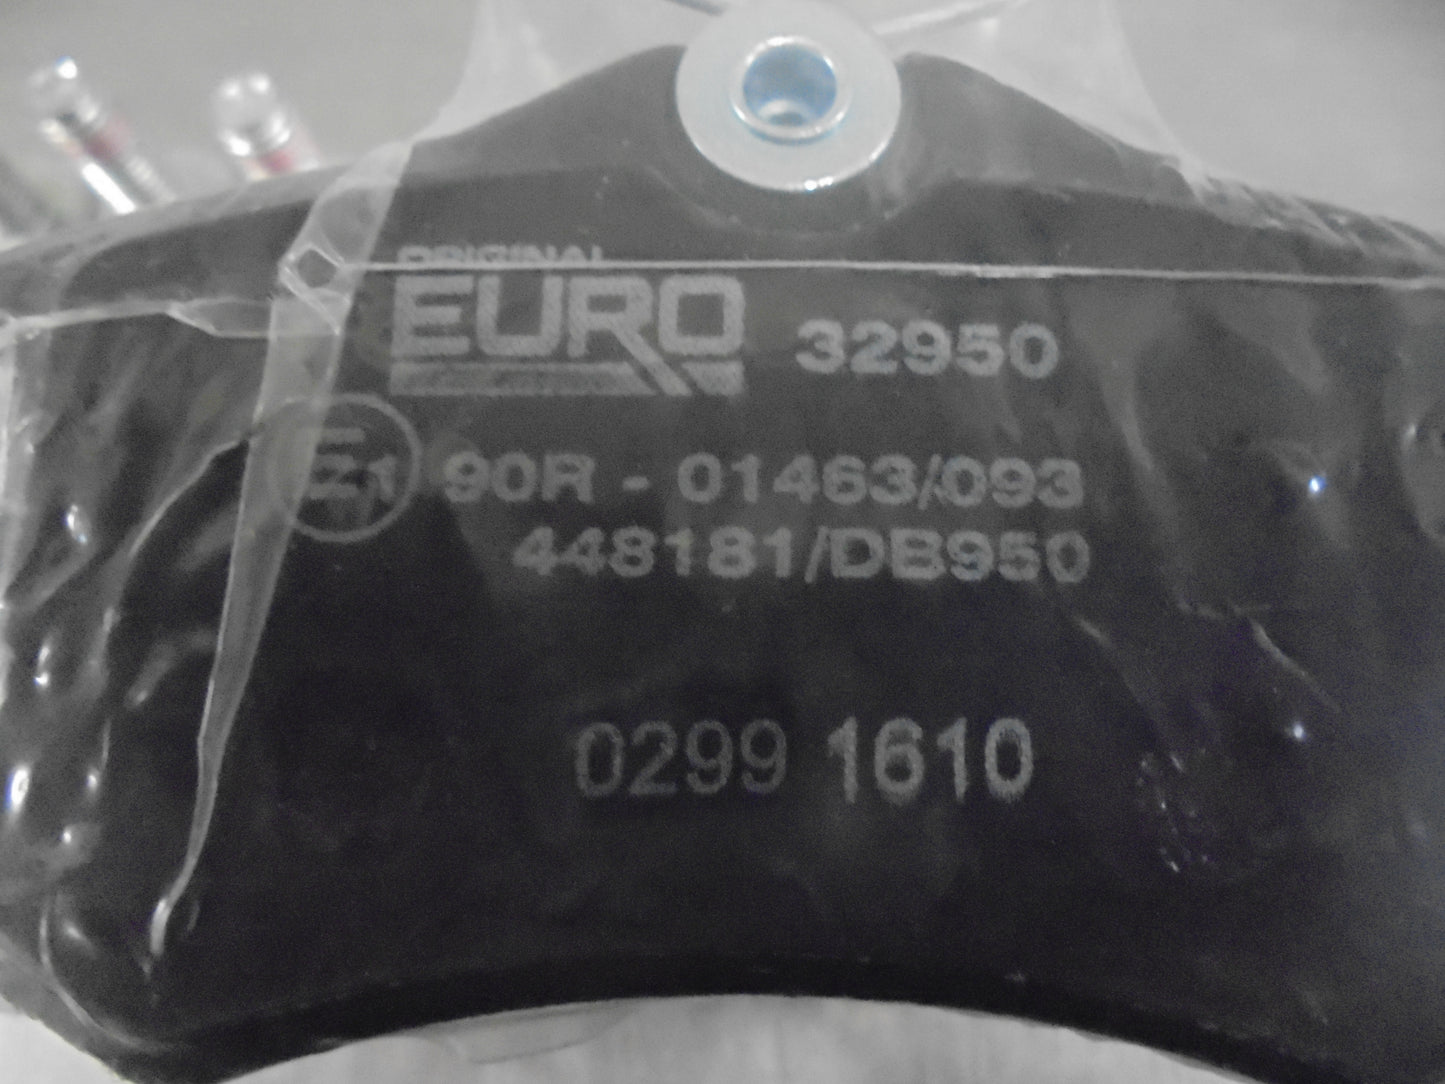 ORIGINAL
EURO 32950
E1 90R - 01463/093
448181/DB950
0299 1610